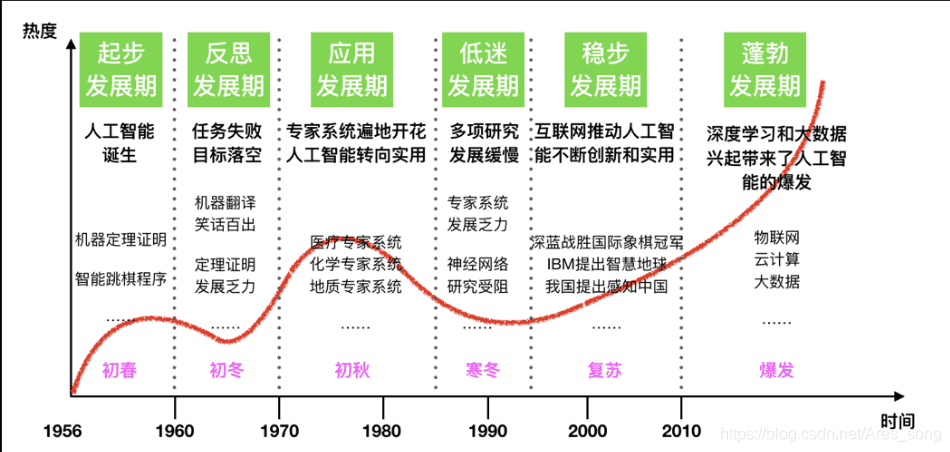 热度
起步
发展期
反思
发展期
应用
发展期
低迷
发展期
稳步
发展期
蓬勃
发展期
人工智能
诞生
任务失败
目标落空
专家系统遍地开花
人工智能转向实用
多项研究
发展缓慢
互联网推动人工智
能不断创新和实用
深度学习和大数据
兴起带来了人工智
能的爆发
机器定理证明
智能跳棋程序
......
机器翻译
笑话百出
定理证明
发展乏力
......
医疗专家系统
化学专家系统
地质专家系统
......
专家系统
发展乏力
神经网络
研究受阻
......
深蓝战胜国际象棋冠军
IBM提出智慧地球
我国提出感知中国
......
物联网
云计算
大数据
......
初春
初冬
初秋
寒冬
复苏
爆发
1956
1960
1970
1980
1990
2000
2010
时间
https://blog.csdn.net/Ares_song